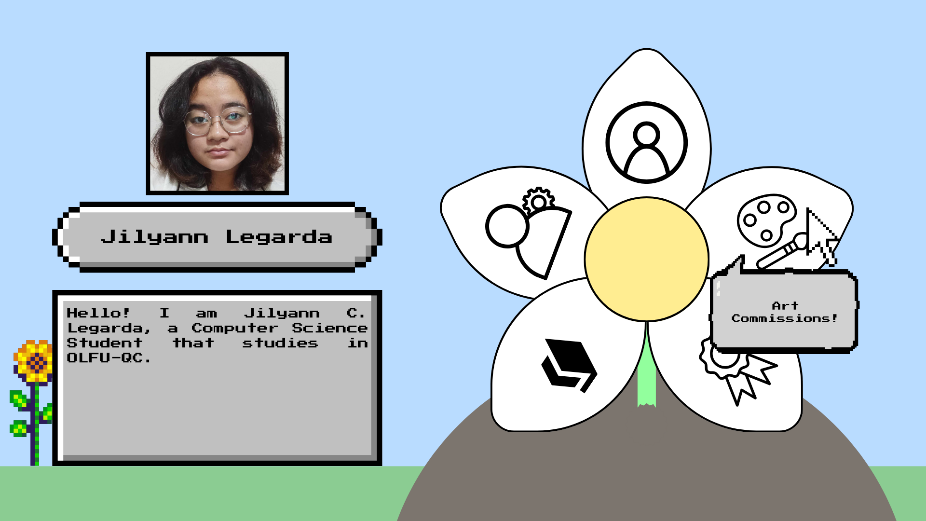 Jilyann Legarda
Hello! I am Jilyann C.
Legarda, a Computer Science
Student that studies in
OLFU-QC.
Art
Commissions!